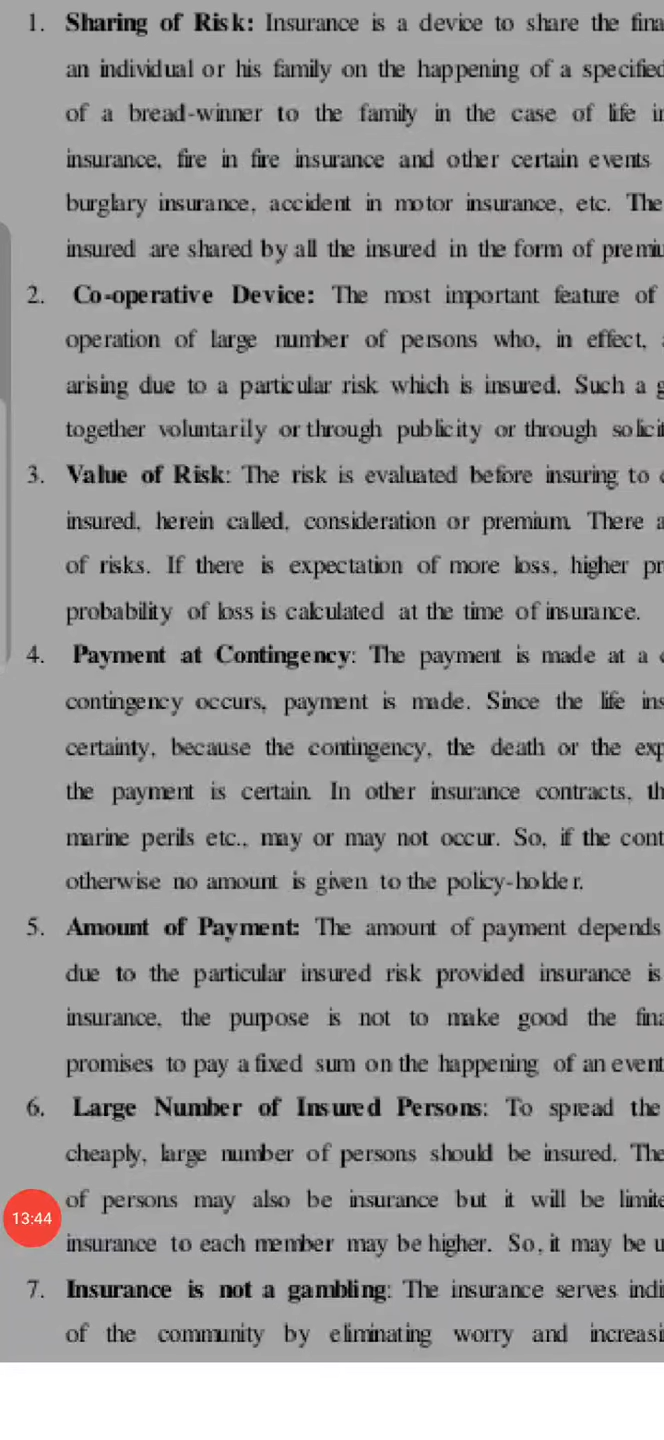 1. Sharing of Risk: Insurance is a device to share the
an individual or his family on the happening of a specified
of a bread-winner to the family in the case of life
insurance, fire in fire insurance and other certain events
burglary insurance, accident in motor insurance, etc. The
insured are shared by all the insured in the form of
2. Co-operative Device: The most important feature of
operation of large number of persons who, in effect,
arising due to a particular risk which is insured. Such a
together voluntarily or through publicity or through
3. Value of Risk: The risk is evaluated before insuring to
insured, herein called, consideration or premium. There
of risks. If there is expectation of more loss, higher
probability of loss is calculated at the time of insurance.
4. Payment at Contingency: The payment is made at a
contingency occurs, payment is made. Since the life
certainty, because the contingency, the death or the
the payment is certain. In other insurance contracts,
marine perils etc., may or may not occur. So, if the
otherwise no amount is given to the policy-holder.
5. Amount of Payment: The amount of payment depends
due to the particular insured risk provided insurance is
insurance, the purpose is not to make good the
promises to pay a fixed sum on the happening of an event
6. Large Number of Insured Persons: To spread the
cheaply, large number of persons should be insured. The
of persons may also be insurance but it will be
13:44
insurance to each member may be higher. So, it may be
7. Insurance is not a gambling: The insurance serves
of the community by eliminating worry and